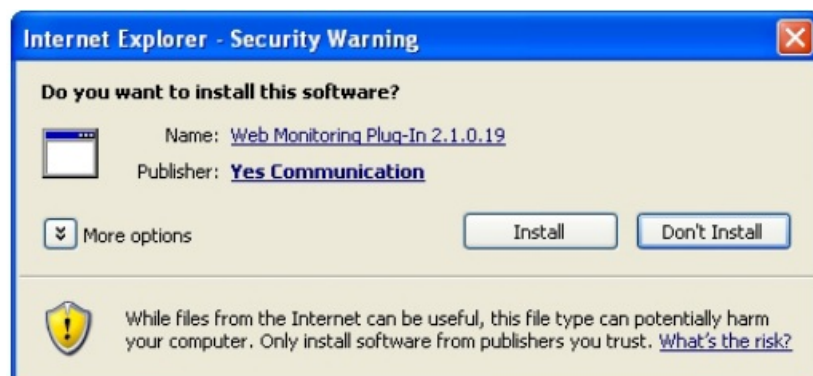 Internet Explorer - Security Warning
Do you want to install this software?
Name: Web Monitoring Plug-In 2.1.0.19
Publisher: Yes Communication
More options
Install
Don't Install
While files from the Internet can be useful, this file type can potentially harm
your computer. Only install software from publishers you trust. What's the risk?